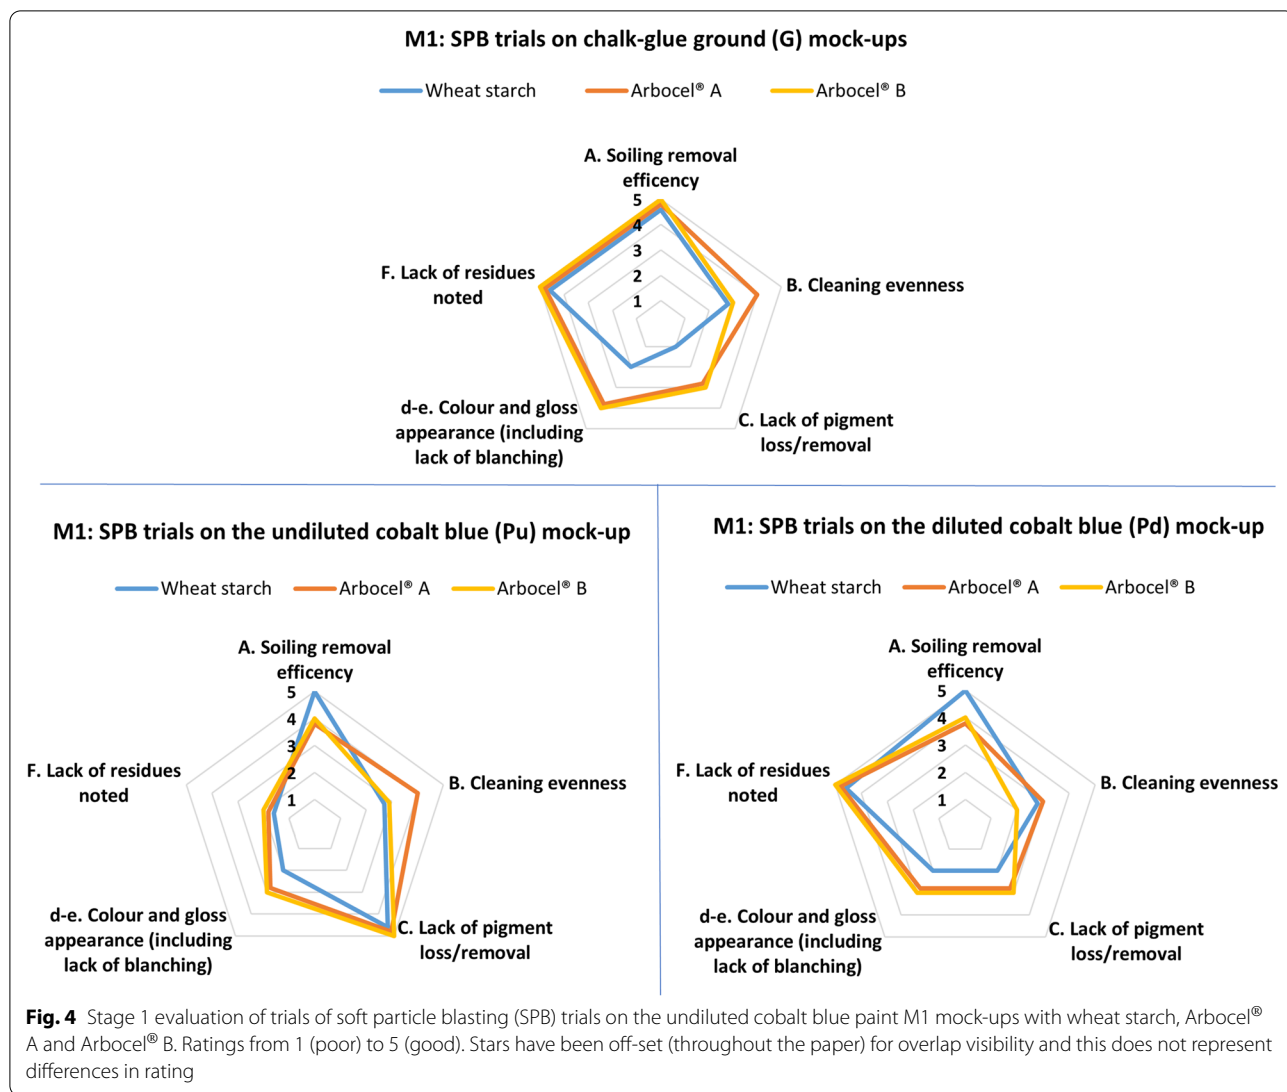 M1: SPB trials on chalk-glue ground (G) mock-ups
Wheat starch Arbocel® A Arbocel® B
A. Soiling removal
efficency
5
4
3
2
1
F. Lack of residues
noted
B. Cleaning evenness
d-e. Colour and gloss
appearance (including
lack of blanching)
C. Lack of pigment
loss/removal
M1: SPB trials on the undiluted cobalt blue (Pu) mock-up
Wheat starch Arbocel® A Arbocel® B
A. Soiling removal
efficency
5
4
3
2
1
F. Lack of residues
noted
B. Cleaning evenness
d-e. Colour and gloss
appearance (including
lack of blanching)
C. Lack of pigment
loss/removal
M1: SPB trials on the diluted cobalt blue (Pd) mock-up
Wheat starch Arbocel® A Arbocel® B
A. Soiling removal
efficency
5
4
3
2
1
F. Lack of residues
noted
B. Cleaning evenness
d-e. Colour and gloss
appearance (including
lack of blanching)
C. Lack of pigment
loss/removal
Fig. 4 Stage 1 evaluation of trials of soft particle blasting (SPB) trials on the undiluted cobalt blue paint M1 mock-ups with wheat starch, Arbocel®
A and Arbocel® B. Ratings from 1 (poor) to 5 (good). Stars have been off-set (throughout the paper) for overlap visibility and this does not represent
differences in rating